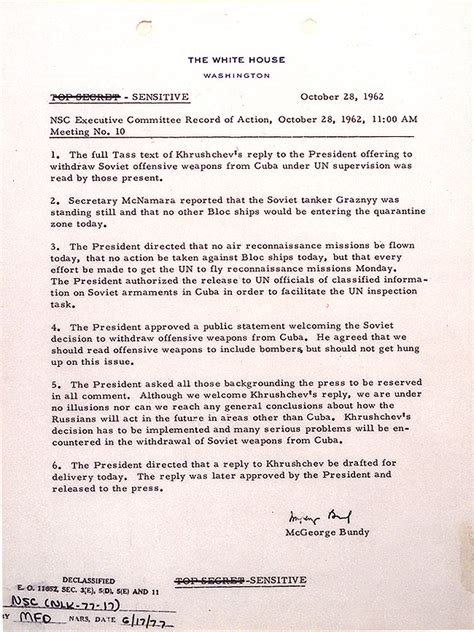 THE WHITE HOUSE
WASHINGTON
TOP SECRET - SENSITIVE October 28, 1962
NSC Executive Committee Record of Action, October 28, 1962, 11:00 AM
Meeting No. 10
1. The full Tass text of Khrushchev's reply to the President offering to
withdraw Soviet offensive weapons from Cuba under UN supervision was
read by those present.
2. Secretary McNamara reported that the Soviet tanker Graznyy was
standing still and that no other Bloc ships would be entering the quarantine
zone today.
3. The President directed that no air reconnaissance missions be flown
today, that no action be taken against Bloc ships today, but that every
effort be made to get the UN to fly reconnaissance missions Monday.
The President authorized the release to UN officials of classified informa-
tion on Soviet armaments in Cuba in order to facilitate the UN inspection
task.
4. The President approved a public statement welcoming the Soviet
decision to withdraw offensive weapons from Cuba. He agreed that we
should read offensive weapons to include bombers, but should not get hung
up on this issue.
5. The President asked all those backgrounding the press to be reserved
in all comment. Although we welcome Khrushchev's reply, we are under
no illusions nor can we reach any general conclusions about how the
Russians will act in the future in areas other than Cuba. Khrushchev's
decision has to be implemented and many serious problems will be en-
countered in the withdrawal of Soviet weapons from Cuba.
6. The President directed that a reply to Khrushchev be drafted for
delivery today. The reply was later approved by the President and
released to the press.
McGeorge Bundy
DECLASSIFIED
E. O. 11652, SEC. 3(E), 5(D), 5(E) AND 11
NSC (NLK-77-17)
BY MFD NARS, DATE 6/17/77
TOP SECRET-SENSITIVE